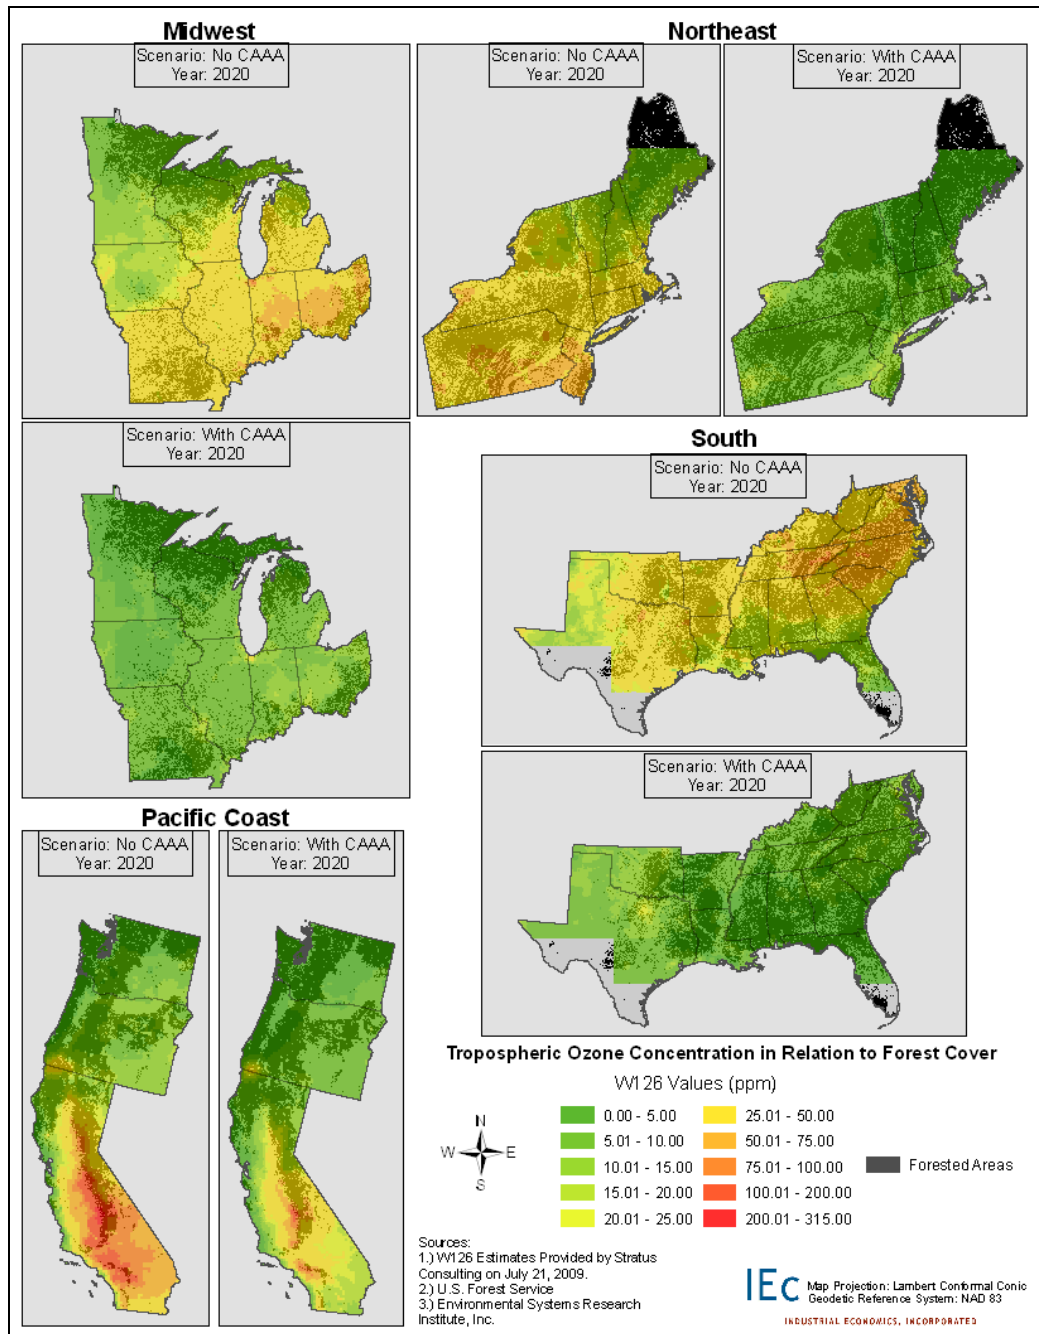 Midwest
Scenario: No CAAA
Year: 2020
Northeast
Scenario: No CAAA
Year: 2020
Scenario: With CAAA
Year: 2020
Scenario: With CAAA
Year: 2020
South
Scenario: No CAAA
Year: 2020
Scenario: With CAAA
Year: 2020
Pacific Coast
Scenario: No CAAA
Year: 2020
Scenario: With CAAA
Year: 2020
Tropospheric Ozone Concentration in Relation to Forest Cover
W126 Values (ppm)
0.00 - 5.00
5.01 - 10.00
10.01 - 15.00
15.01 - 20.00
20.01 - 25.00
25.01 - 50.00
50.01 - 75.00
75.01 - 100.00
100.01 - 200.00
200.01 - 315.00
Forested Areas
N
W E
S
Sources:
1.) W126 Estimates Provided by Stratus
Consulting on July 21, 2009.
2.) U.S. Forest Service
3.) Environmental Systems Research
Institute, Inc.
IEc
Map Projection: Lambert Conformal Conic
Geodetic Reference System: NAD 83
INDUSTRIAL ECONOMICS, INCORPORATED